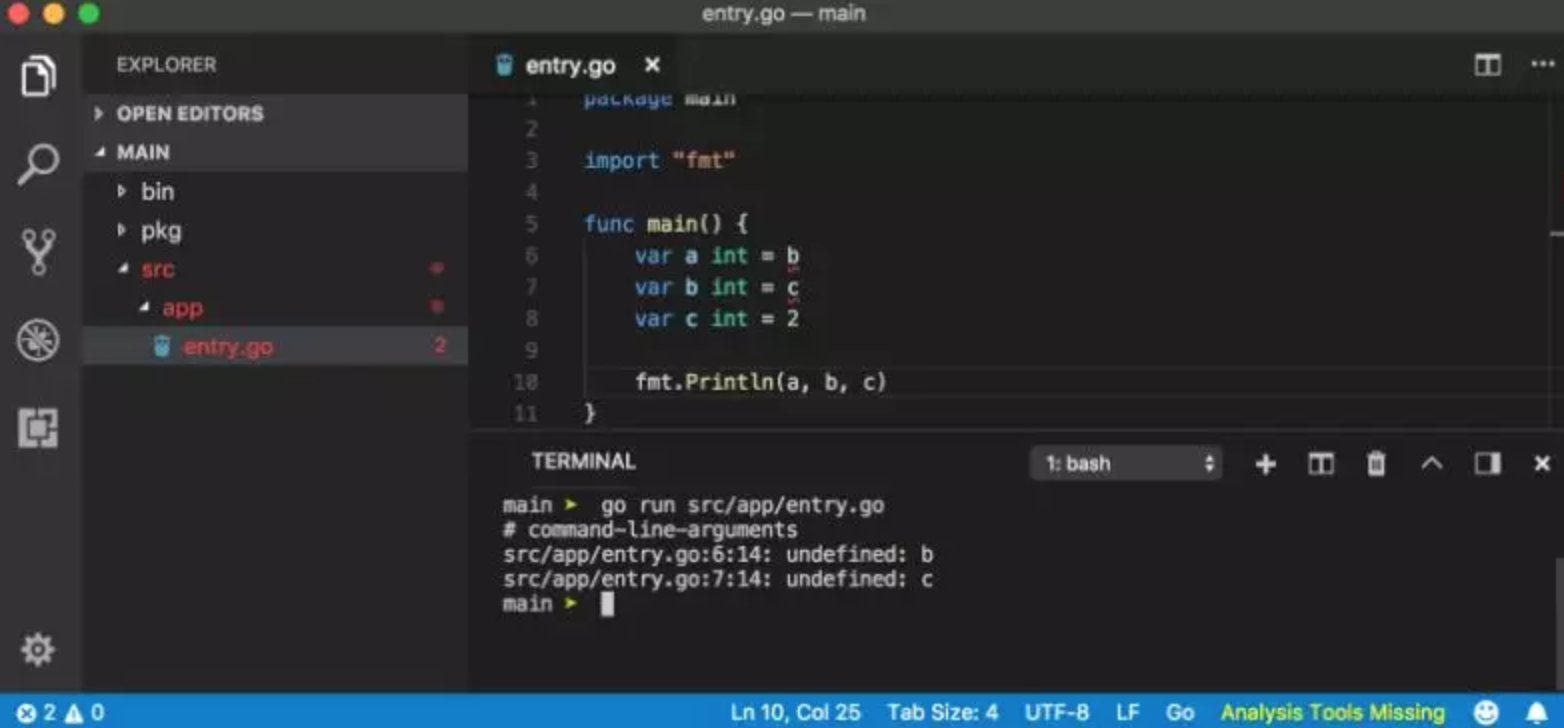 entry.go — main
EXPLORER
OPEN EDITORS
MAIN
bin
pkg
src
app
entry.go
2
entry.go
1 package main
2
3 import "fmt"
4
5 func main() {
6 var a int = b
7 var b int = c
8 var c int = 2
9
10 fmt.Println(a, b, c)
11 }
TERMINAL
1: bash
main ➤ go run src/app/entry.go
# command-line-arguments
src/app/entry.go:6:14: undefined: b
src/app/entry.go:7:14: undefined: c
main ➤
2 0
Ln 10, Col 25 Tab Size: 4 UTF-8 LF Go Analysis Tools Missing